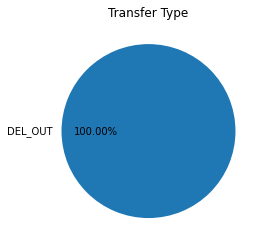 Transfer Type
DEL_OUT
100.00%